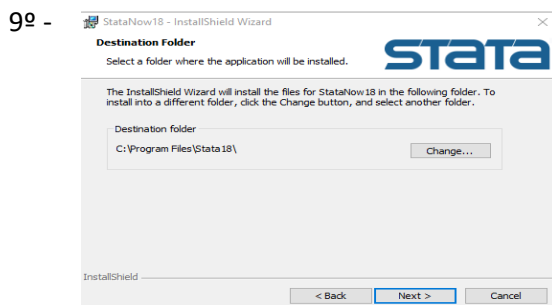 9º -
StataNow18 - InstallShield Wizard
Destination Folder
Select a folder where the application will be installed.
STATA
The InstallShield Wizard will install the files for StataNow18 in the following folder. To
install into a different folder, click the Change button, and select another folder.
Destination folder
C:\Program Files\Stata18\
Change...
InstallShield
< Back
Next >
Cancel